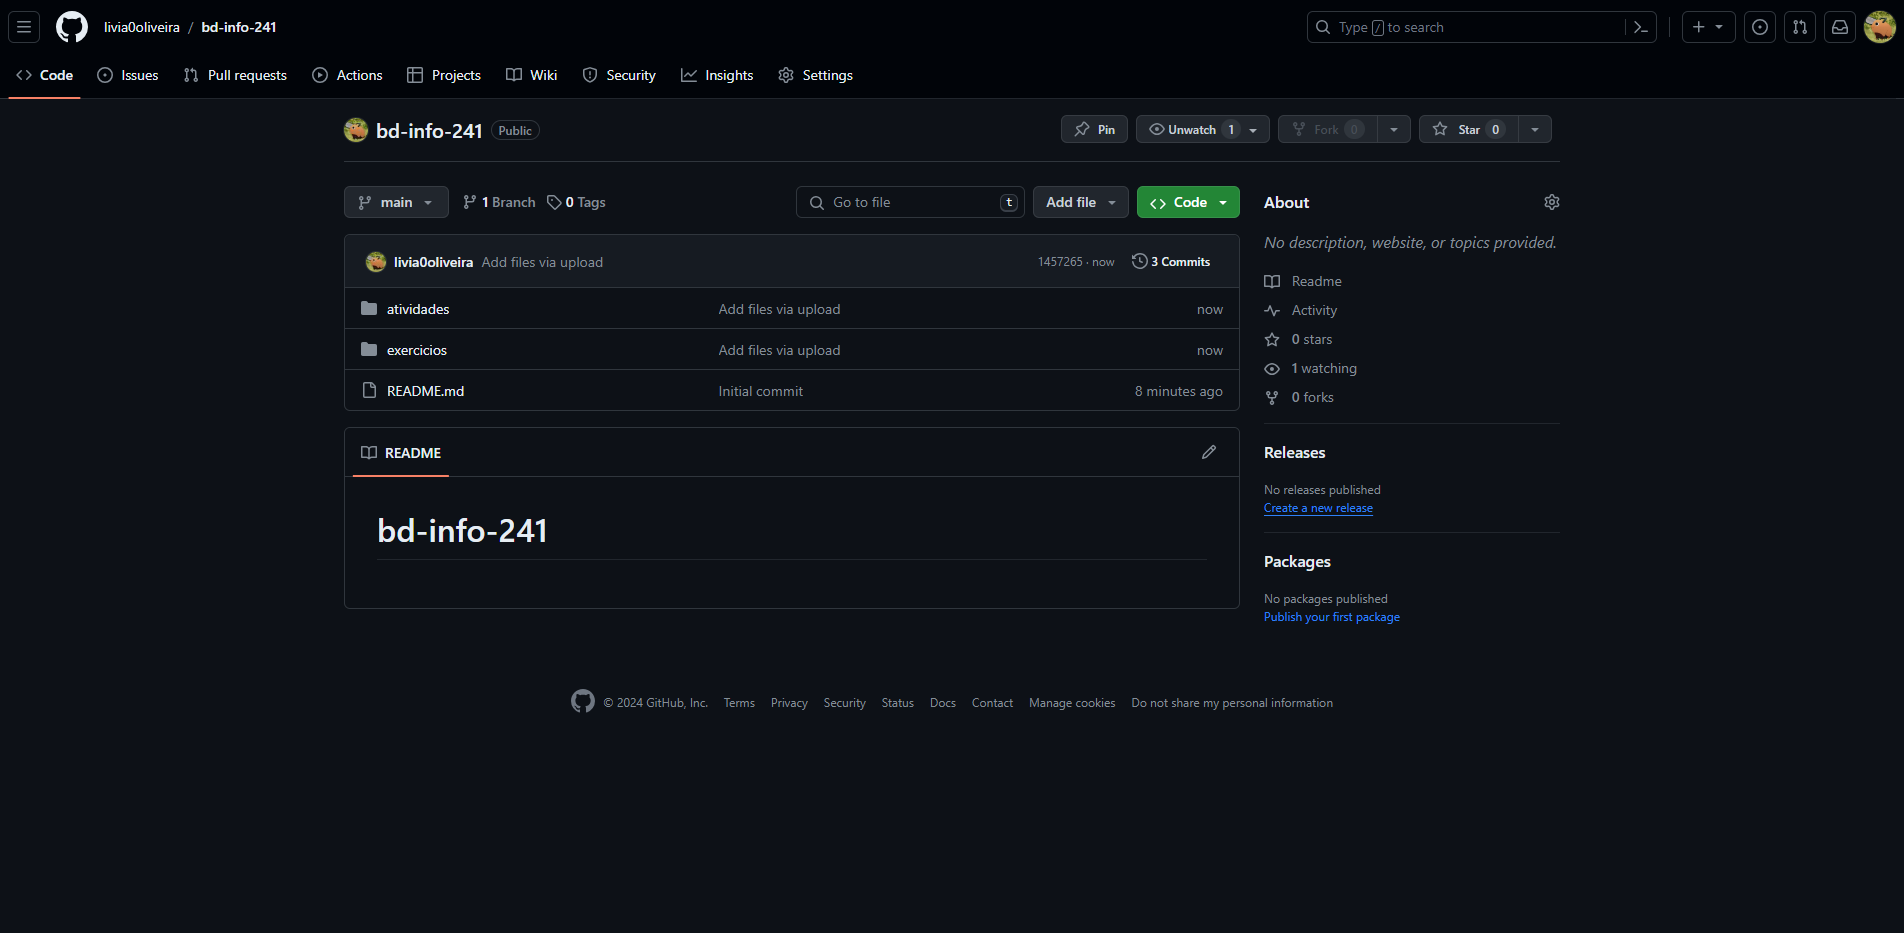 livia0oliveira / bd-info-241
Type / to search
Code Issues Pull requests Actions Projects Wiki Security Insights Settings
bd-info-241 Public
Pin Unwatch 1 Fork 0 Star 0
main 1 Branch 0 Tags
Go to file t Add file Code
livia0oliveira Add files via upload 1457265 · now 3 Commits
atividades Add files via upload now
exercicios Add files via upload now
README.md Initial commit 8 minutes ago
README
bd-info-241
About
No description, website, or topics provided.
Readme
Activity
0 stars
1 watching
0 forks
Releases
No releases published
Create a new release
Packages
No packages published
Publish your first package
© 2024 GitHub, Inc. Terms Privacy Security Status Docs Contact Manage cookies Do not share my personal information